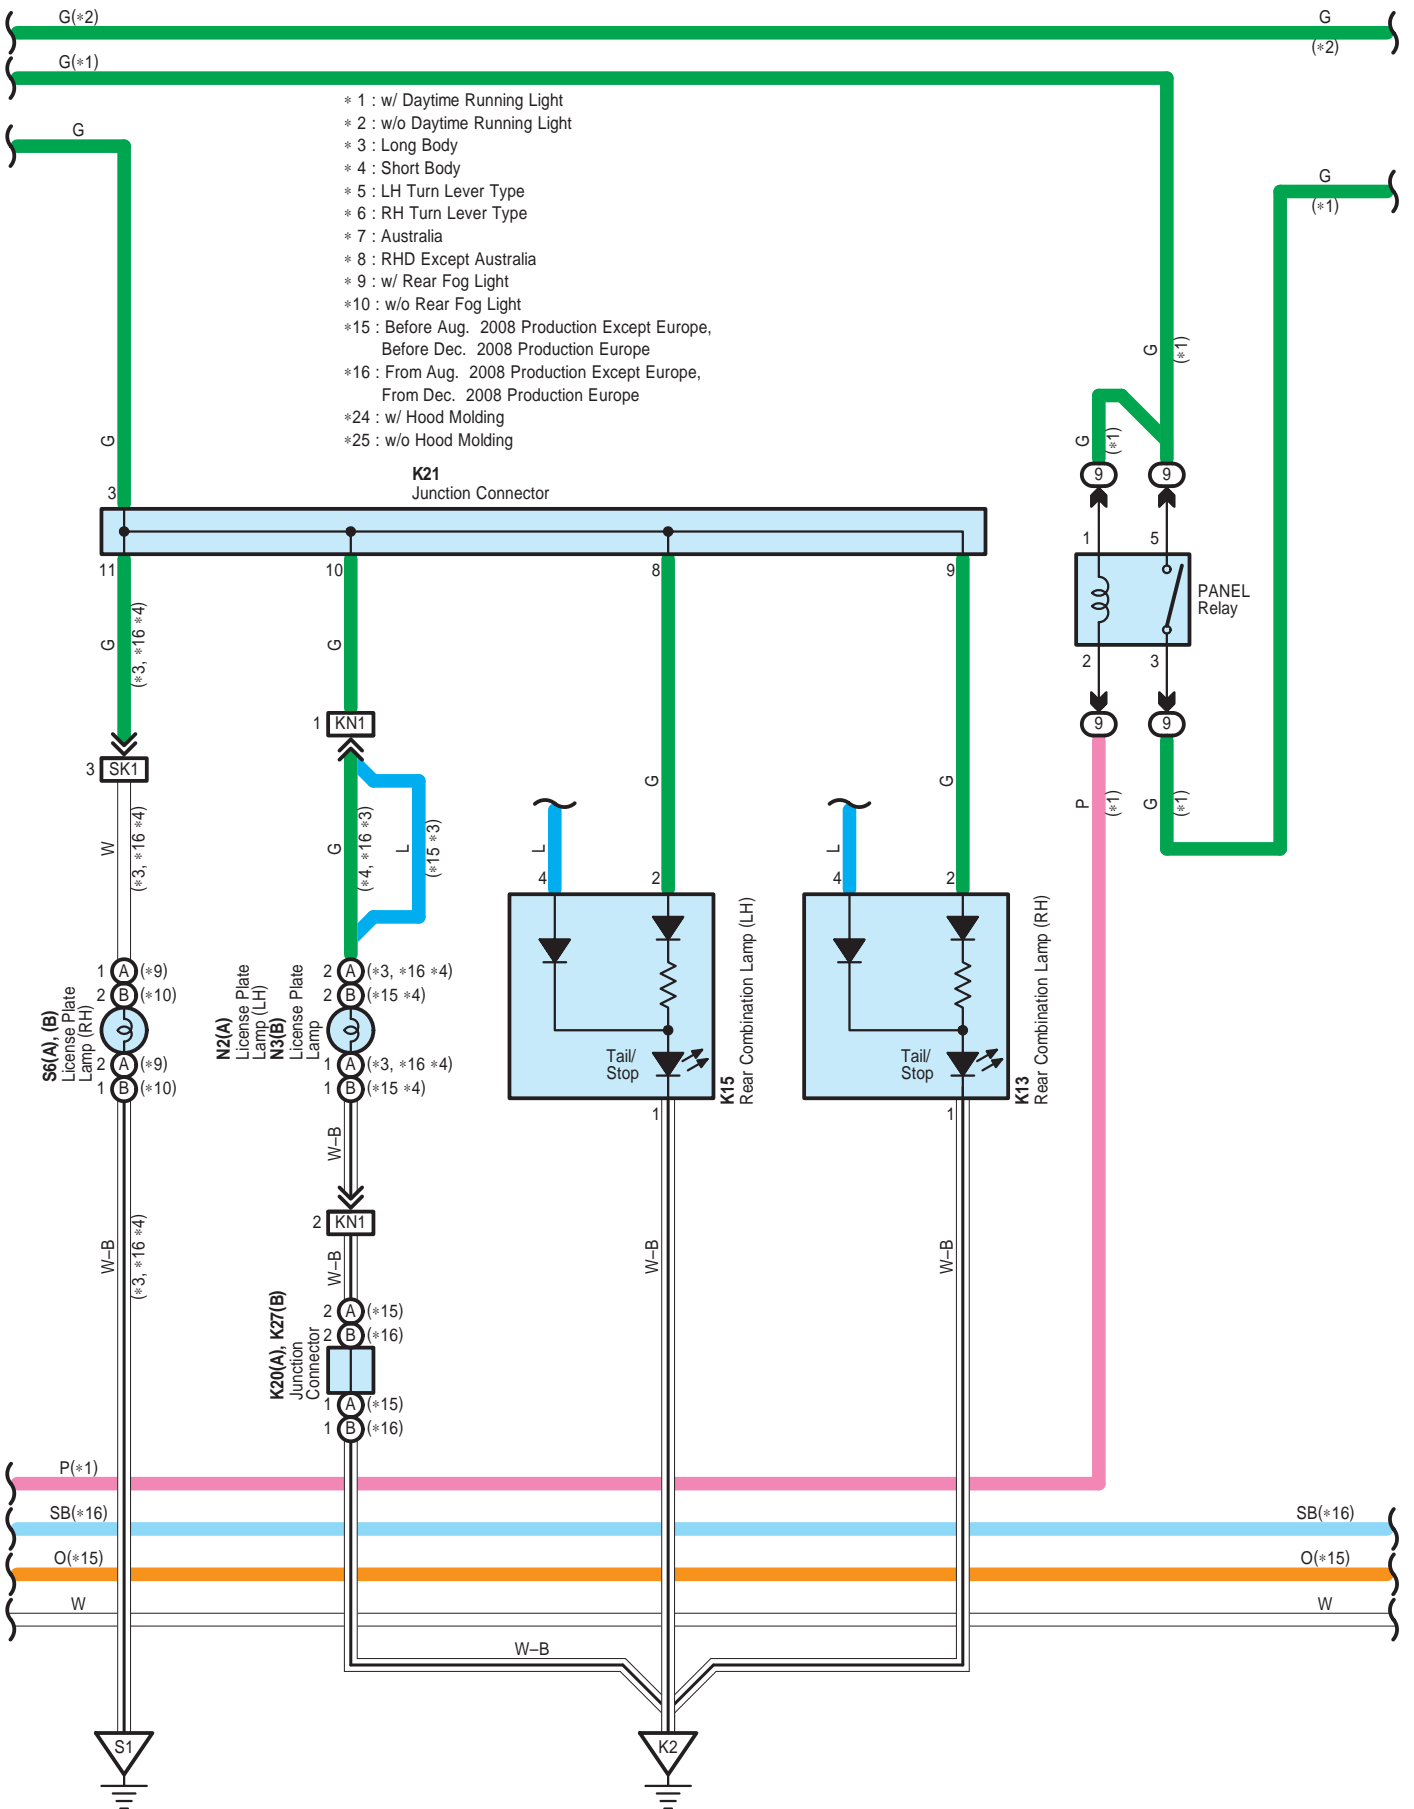 G(*2)
G
(*2)
G(*1)
G
G
(*1)
* 1 : w/ Daytime Running Light
* 2 : w/o Daytime Running Light
* 3 : Long Body
* 4 : Short Body
* 5 : LH Turn Lever Type
* 6 : RH Turn Lever Type
* 7 : Australia
* 8 : RHD Except Australia
* 9 : w/ Rear Fog Light
*10 : w/o Rear Fog Light
*15 : Before Aug. 2008 Production Except Europe,
Before Dec. 2008 Production Europe
*16 : From Aug. 2008 Production Except Europe,
From Dec. 2008 Production Europe
*24 : w/ Hood Molding
*25 : w/o Hood Molding
G
(*1)
G
(*1)
G
9
9
K21
Junction Connector
3
11
10
8
9
1
5
PANEL
Relay
2
3
9
9
G
(*3, *16 *4)
G
1 KN1
3 SK1
W
(*3, *16 *4)
G
(*4, *16 *3)
L
(*15 *3)
G
G
P
(*1)
G
(*1)
L
4
2
L
4
2
1 A (*9)
2 B (*10)
2 A (*9)
1 B (*10)
S6(A), (B)
License Plate
Lamp (RH)
2 A (*3, *16 *4)
2 B (*15 *4)
1 A (*3, *16 *4)
1 B (*15 *4)
N2(A)
License Plate
Lamp (LH)
N3(B)
License Plate
Lamp
Tail/
Stop
K15
Rear Combination Lamp (LH)
1
Tail/
Stop
K13
Rear Combination Lamp (RH)
1
W–B
2 KN1
W–B
(*3, *16 *4)
W–B
W–B
W–B
2 A (*15)
2 B (*16)
K20(A), K27(B)
Junction
Connector
1 A (*15)
1 B (*16)
P(*1)
SB(*16)
SB(*16)
O(*15)
O(*15)
W
W
W–B
S1
K2